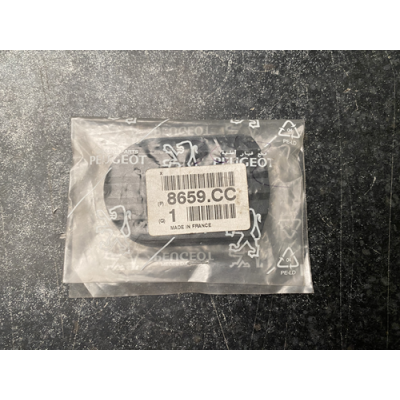 PEUGEOT
PEUGEOT
PE-LD
(P) 8659.CC
(Q) 1
MADE IN FRANCE
PEUGEOT
PE-LD